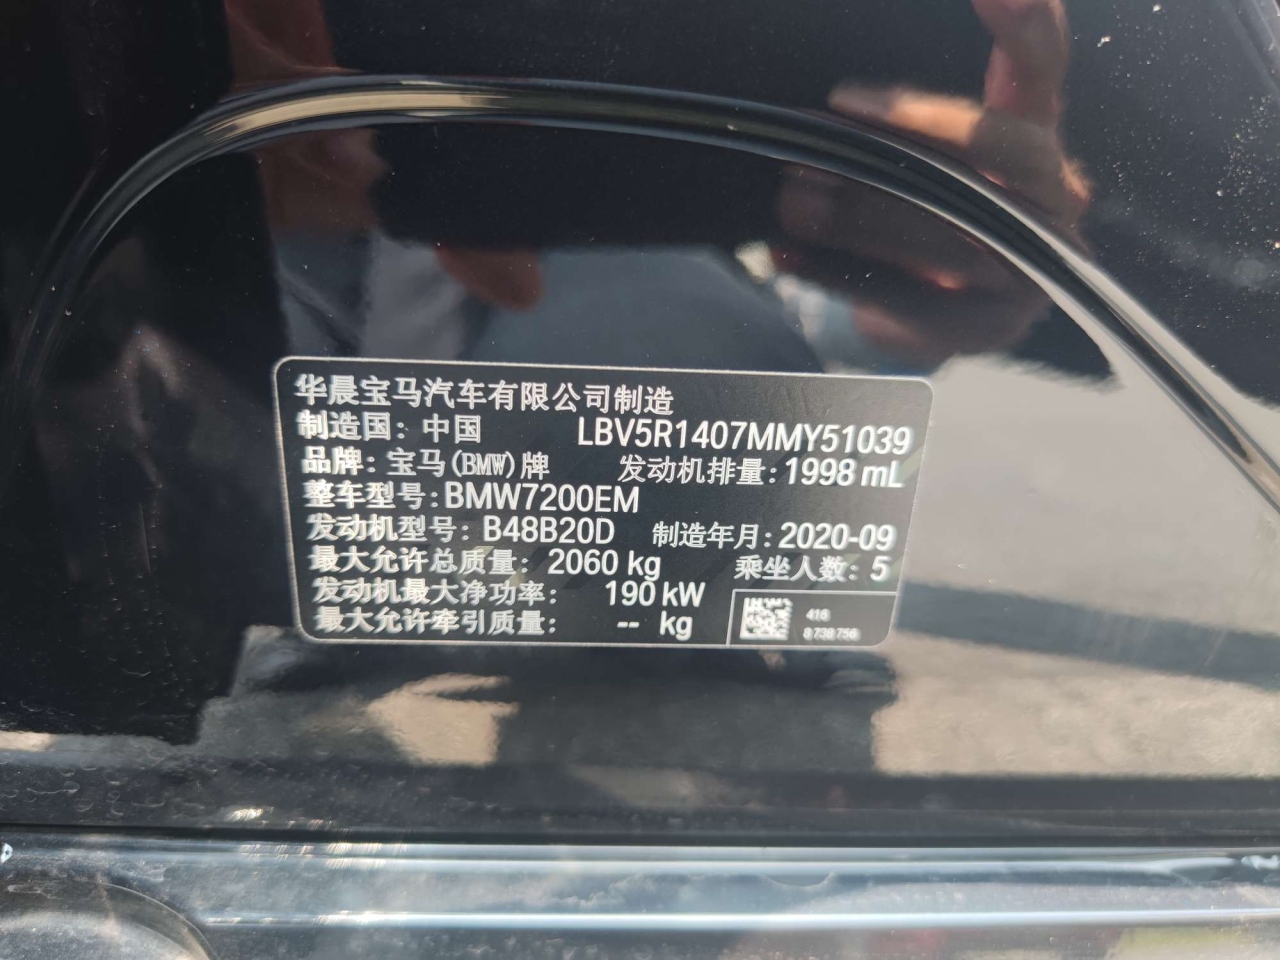 华晨宝马汽车有限公司制造
制造国：中国 LBV5R1407MMY51039
品牌：宝马(BMW)牌 发动机排量：1998 mL
整车型号：BMW7200EM
发动机型号：B48B20D 制造年月：2020-09
最大允许总质量：2060 kg 乘坐人数：5
发动机最大净功率：190 kW
最大允许牵引质量：-- kg
416
8738756